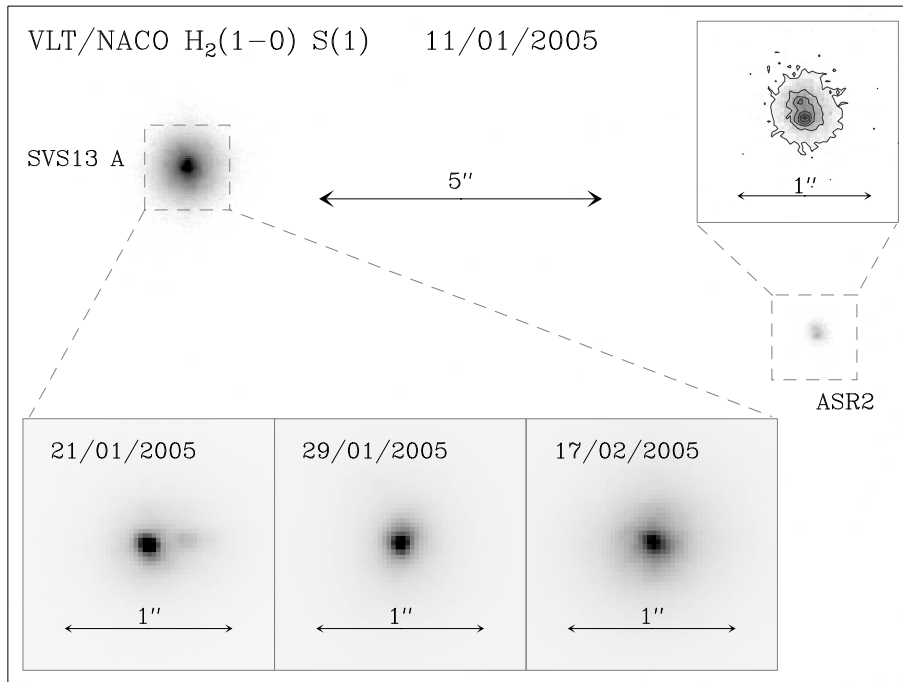 VLT/NACO H₂(1−0) S(1) 11/01/2005
SVS13 A
5″
1″
ASR2
21/01/2005
29/01/2005
17/02/2005
1″
1″
1″